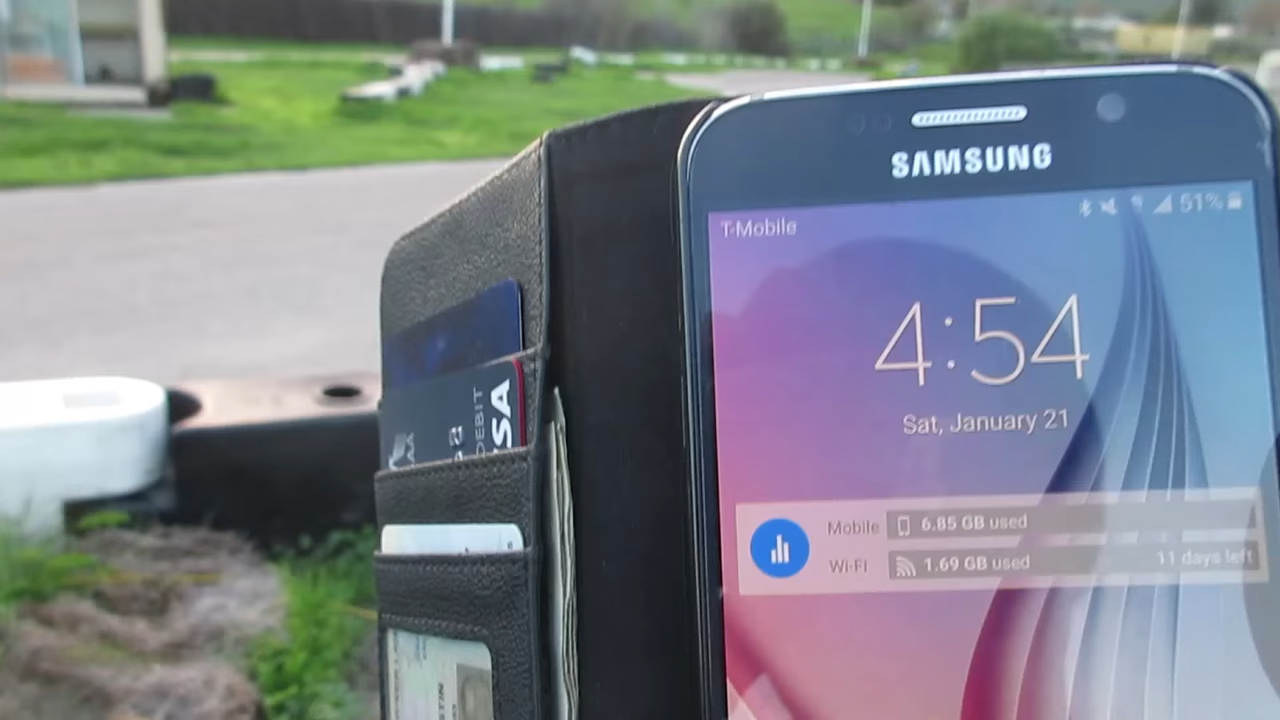 SAMSUNG
T-Mobile
51%
4:54
Sat, January 21
Mobile 6.85 GB used
Wi-Fi 1.69 GB used 11 days left
DEBIT